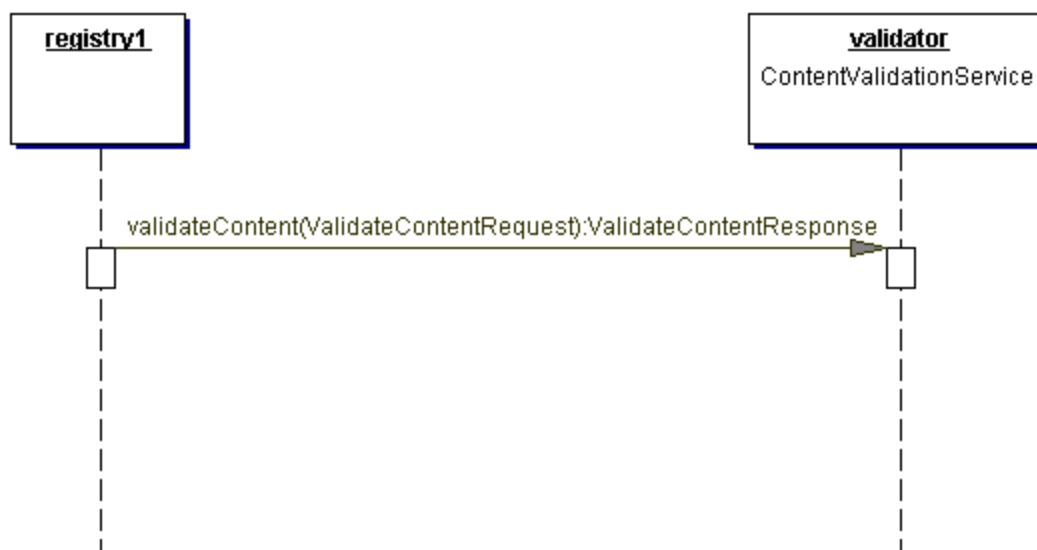 registry1
validator
ContentValidationService
validateContent(ValidateContentRequest):ValidateContentResponse